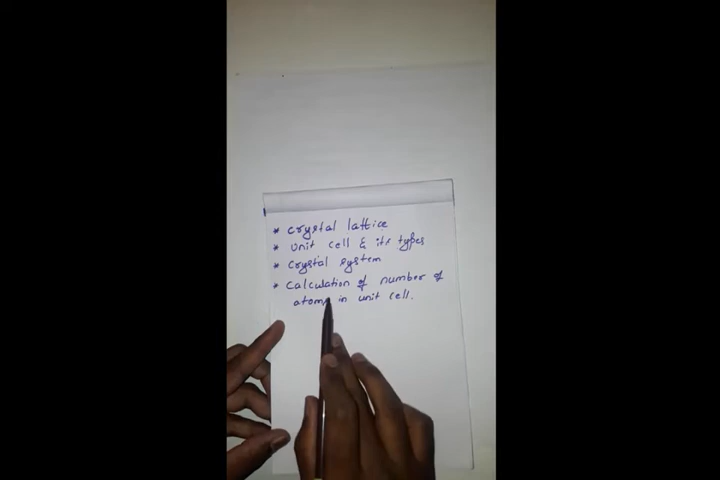 * Crystal lattice
* Unit cell & its types
* Crystal system
* Calculation of number of
atoms in unit cell.